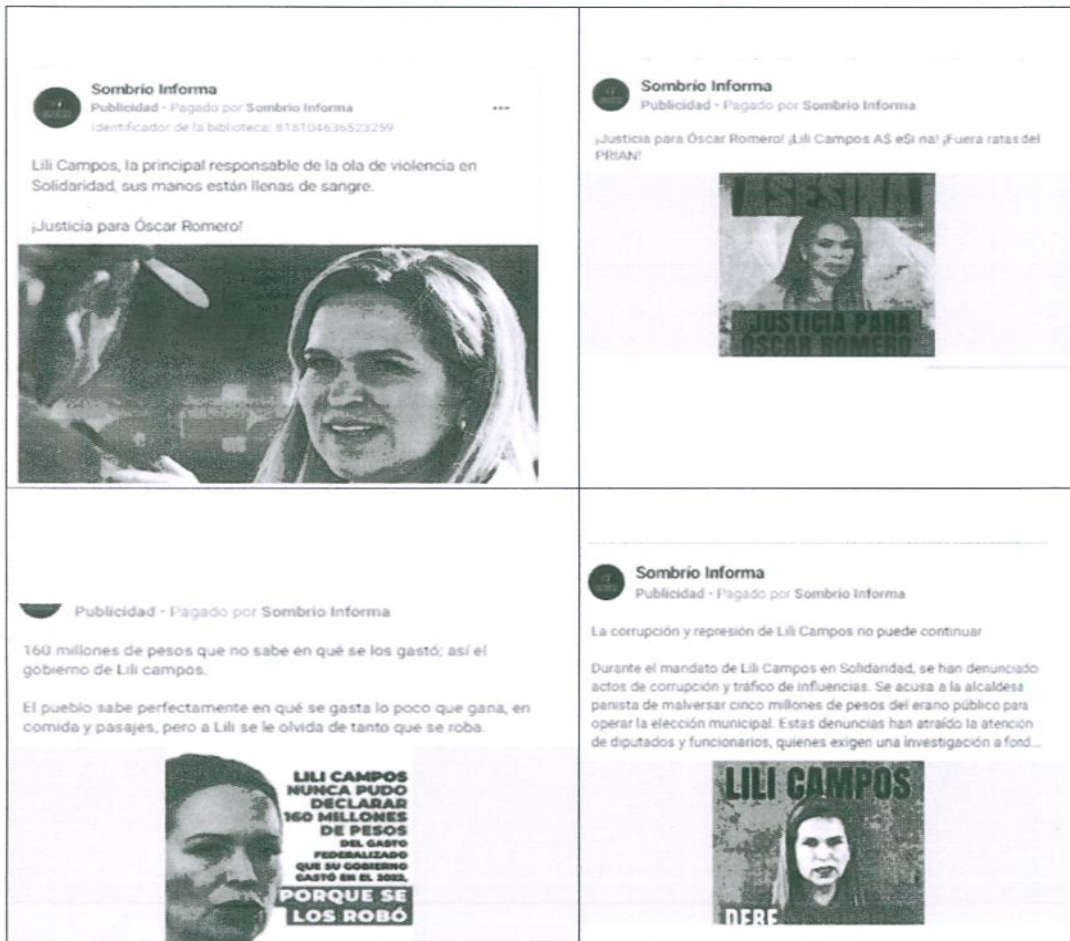 Sombrío Informa
Publicidad - Pagado por Sombrío Informa
Identificador de la biblioteca: 818104636523259
Lili Campos, la principal responsable de la ola de violencia en
Solidaridad, sus manos están llenas de sangre.
¡Justicia para Óscar Romero!
Sombrío Informa
Publicidad - Pagado por Sombrío Informa
¡Justicia para Óscar Romero! ¡Lili Campos A$ e$i na! ¡Fuera ratas del
PRIAN!
JUSTICIA PARA
ÓSCAR ROMERO
Publicidad - Pagado por Sombrío Informa
160 millones de pesos que no sabe en qué se los gastó; así el
gobierno de Lili campos.
El pueblo sabe perfectamente en qué se gasta lo poco que gana, en
comida y pasajes, pero a Lili se le olvida de tanto que se roba.
LILI CAMPOS
NUNCA PUDO
DECLARAR
160 MILLONES
DE PESOS
DEL GASTO
FEDERALIZADO
QUE SU GOBIERNO
GASTÓ EN EL 2022,
PORQUE SE
LOS ROBÓ
Sombrío Informa
Publicidad - Pagado por Sombrío Informa
La corrupción y represión de Lili Campos no puede continuar
Durante el mandato de Lili Campos en Solidaridad, se han denunciado
actos de corrupción y tráfico de influencias. Se acusa a la alcaldesa
panista de malversar cinco millones de pesos del erario público para
operar la elección municipal. Estas denuncias han atraído la atención
de diputados y funcionarios, quienes exigen una investigación a fond...
LILI CAMPOS
DEBE